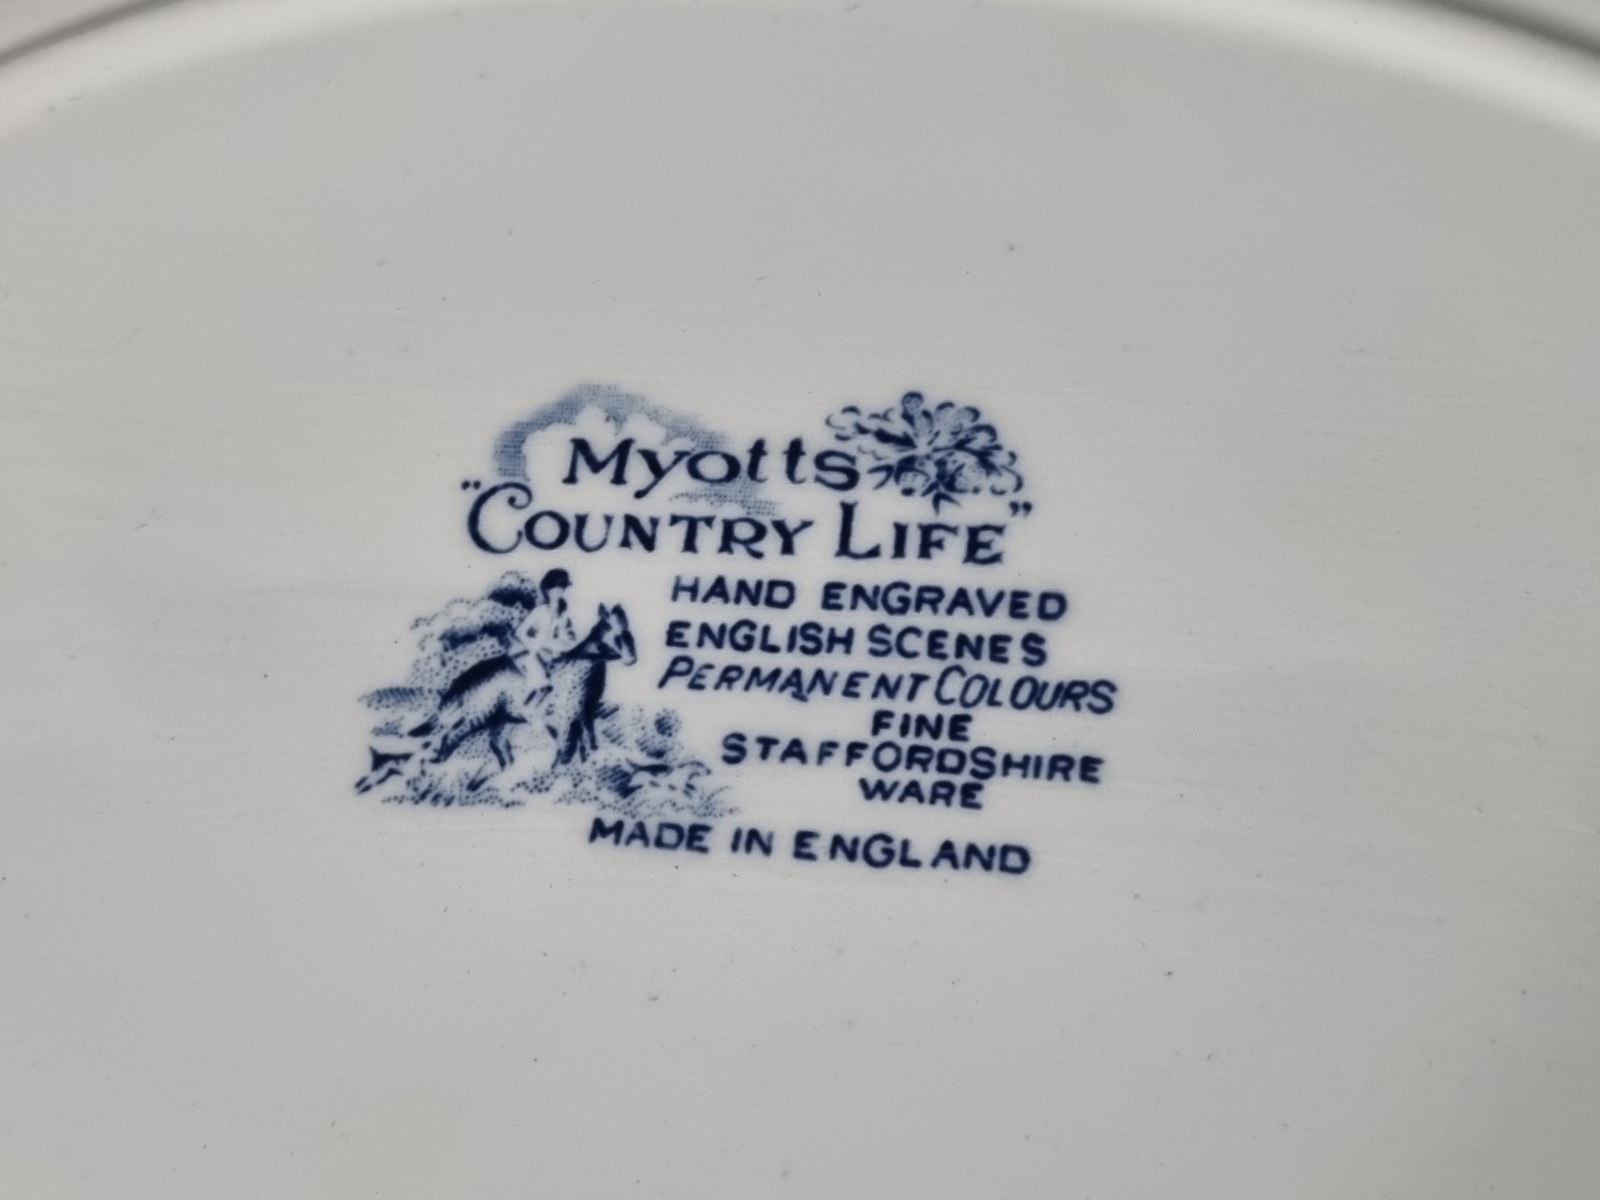 Myotts
"COUNTRY LIFE"
HAND ENGRAVED
ENGLISH SCENES
PERMANENT COLOURS
FINE
STAFFORDSHIRE
WARE
MADE IN ENGLAND